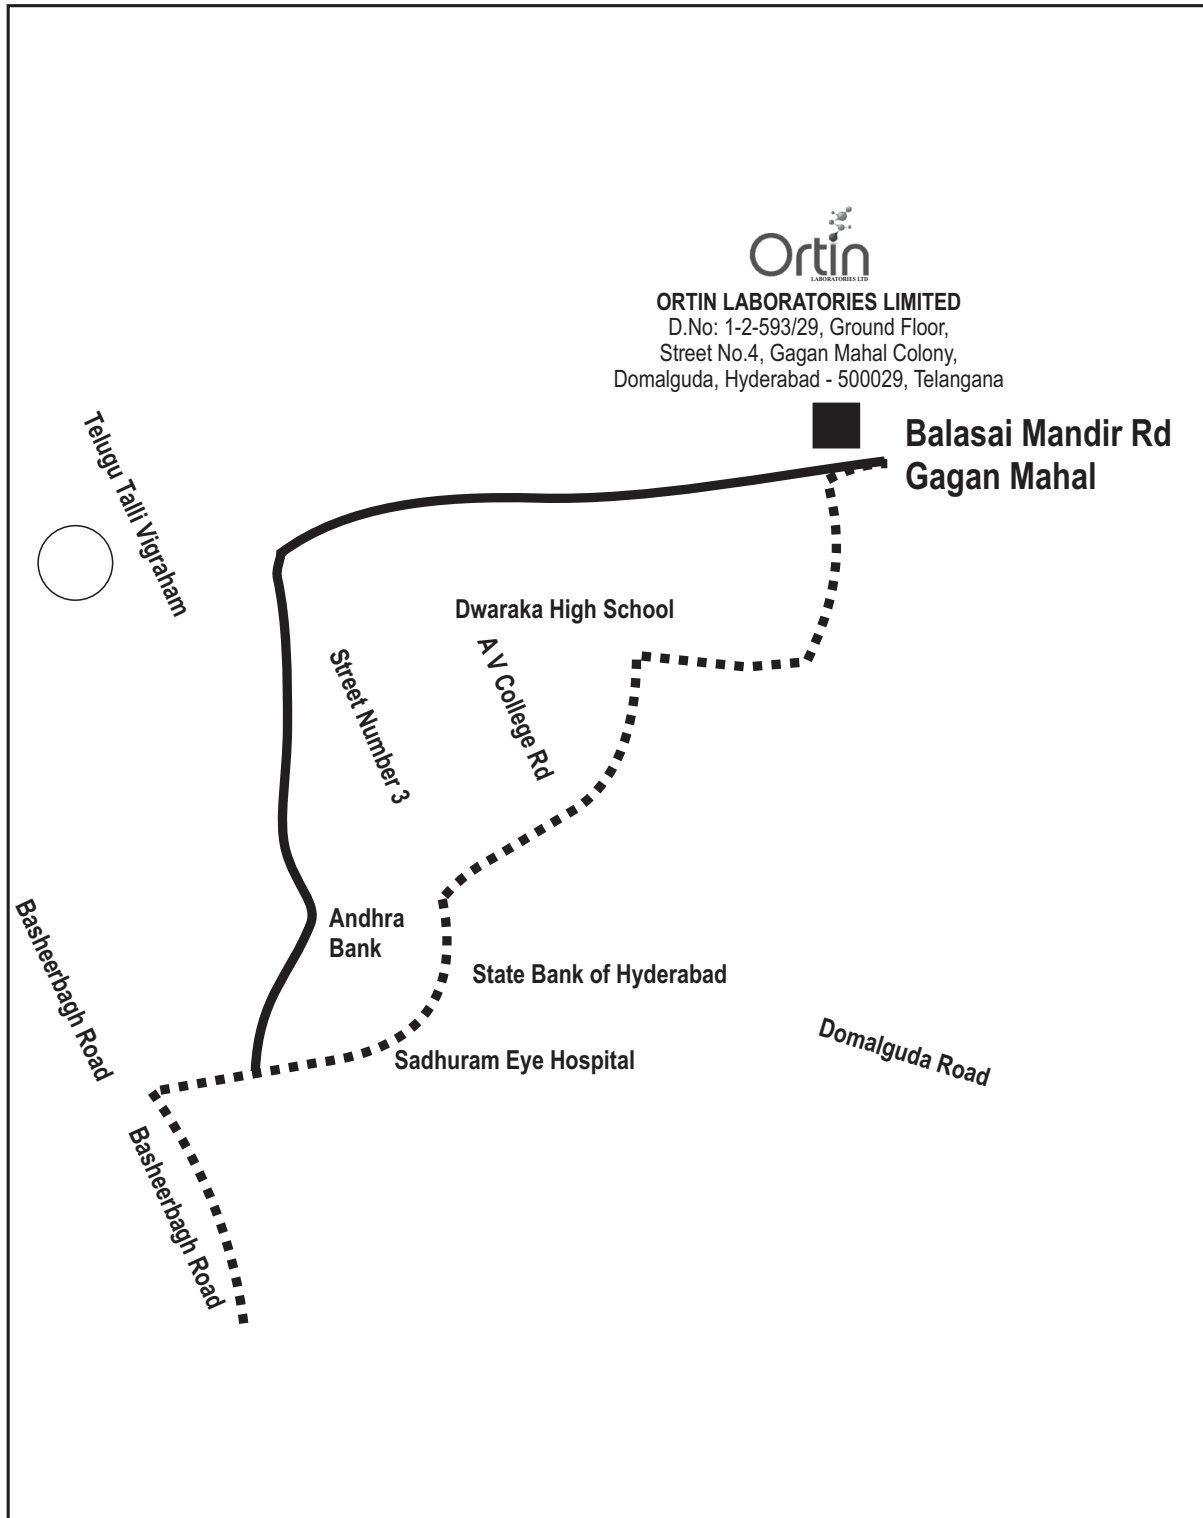 Ortin
LABORATORIES LTD
ORTIN LABORATORIES LIMITED
D.No: 1-2-593/29, Ground Floor,
Street No.4, Gagan Mahal Colony,
Domalguda, Hyderabad - 500029, Telangana
Balasai Mandir Rd
Gagan Mahal
Telugu Talli Vigraham
Dwaraka High School
Street Number 3
A V College Rd
Andhra
Bank
State Bank of Hyderabad
Basheerbagh Road
Sadhuram Eye Hospital
Domalguda Road
Basheerbagh Road